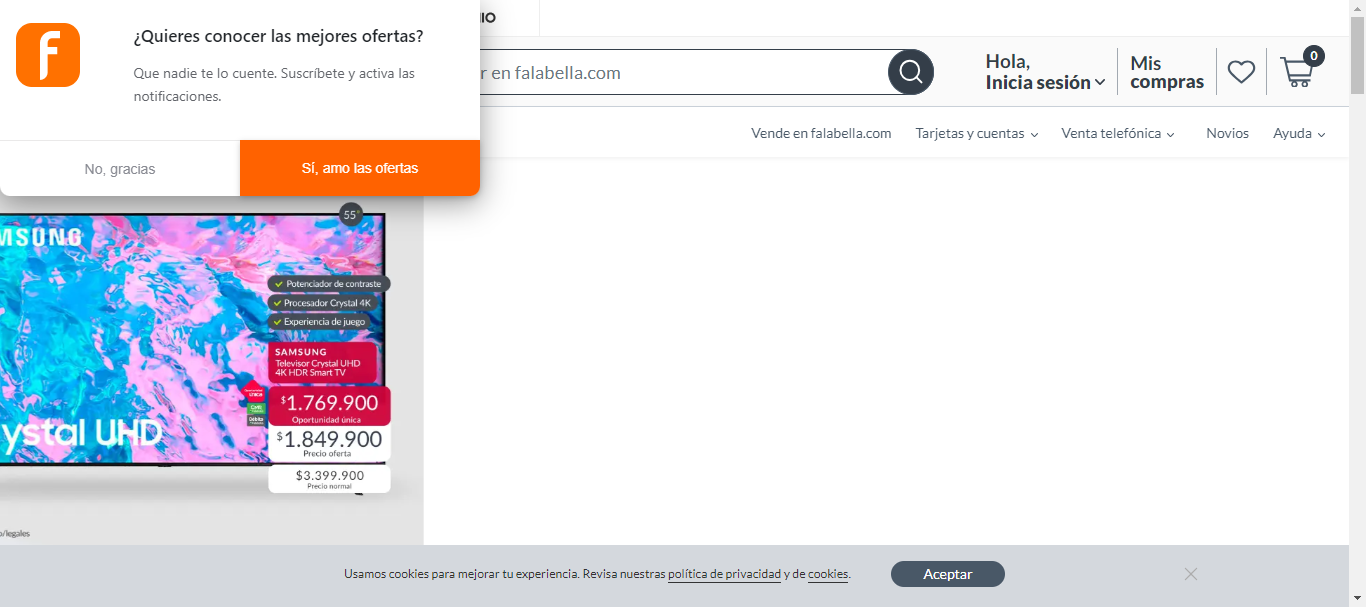 ¿Quieres conocer las mejores ofertas?
Que nadie te lo cuente. Suscríbete y activa las
notificaciones.
No, gracias
Sí, amo las ofertas
IO
r en falabella.com
Hola,
Inicia sesión
Mis
compras
0
Vende en falabella.com
Tarjetas y cuentas
Venta telefónica
Novios
Ayuda
55"
MSUNG
Potenciador de contraste
Procesador Crystal 4K
Experiencia de juego
SAMSUNG
Televisor Crystal UHD
4K HDR Smart TV
$1.769.900
Oportunidad única
$1.849.900
Precio oferta
$3.399.900
Precio normal
ystal UHD
o/legales
Usamos cookies para mejorar tu experiencia. Revisa nuestras política de privacidad y de cookies.
Aceptar